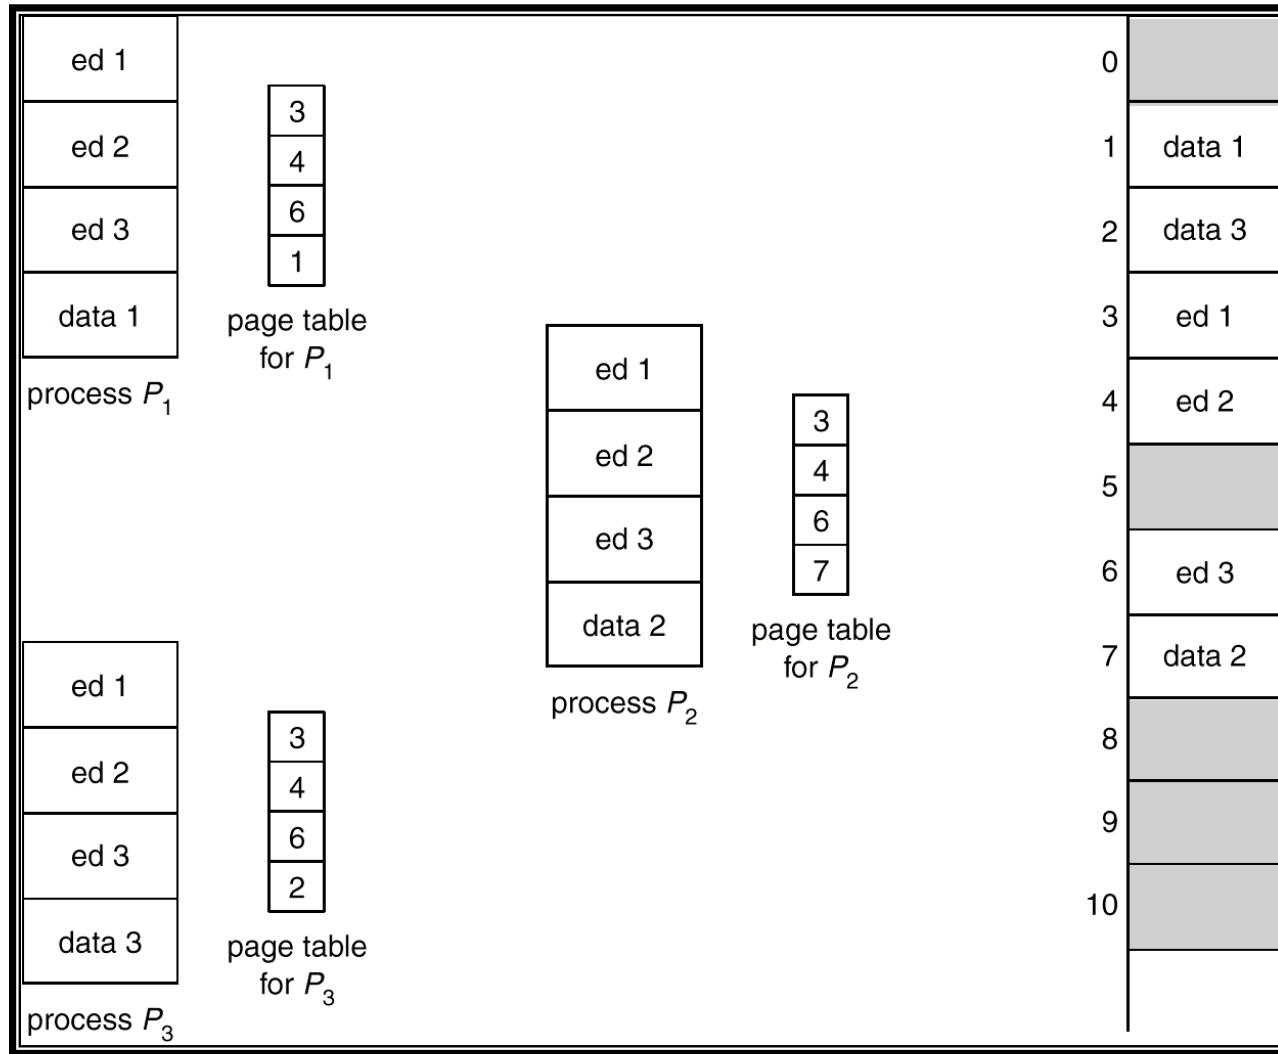 ed 1
ed 2
ed 3
data 1
process P1
3
4
6
1
page table
for P1
ed 1
ed 2
ed 3
data 2
process P2
3
4
6
7
page table
for P2
ed 1
ed 2
ed 3
data 3
process P3
3
4
6
2
page table
for P3
0
1 data 1
2 data 3
3 ed 1
4 ed 2
5
6 ed 3
7 data 2
8
9
10